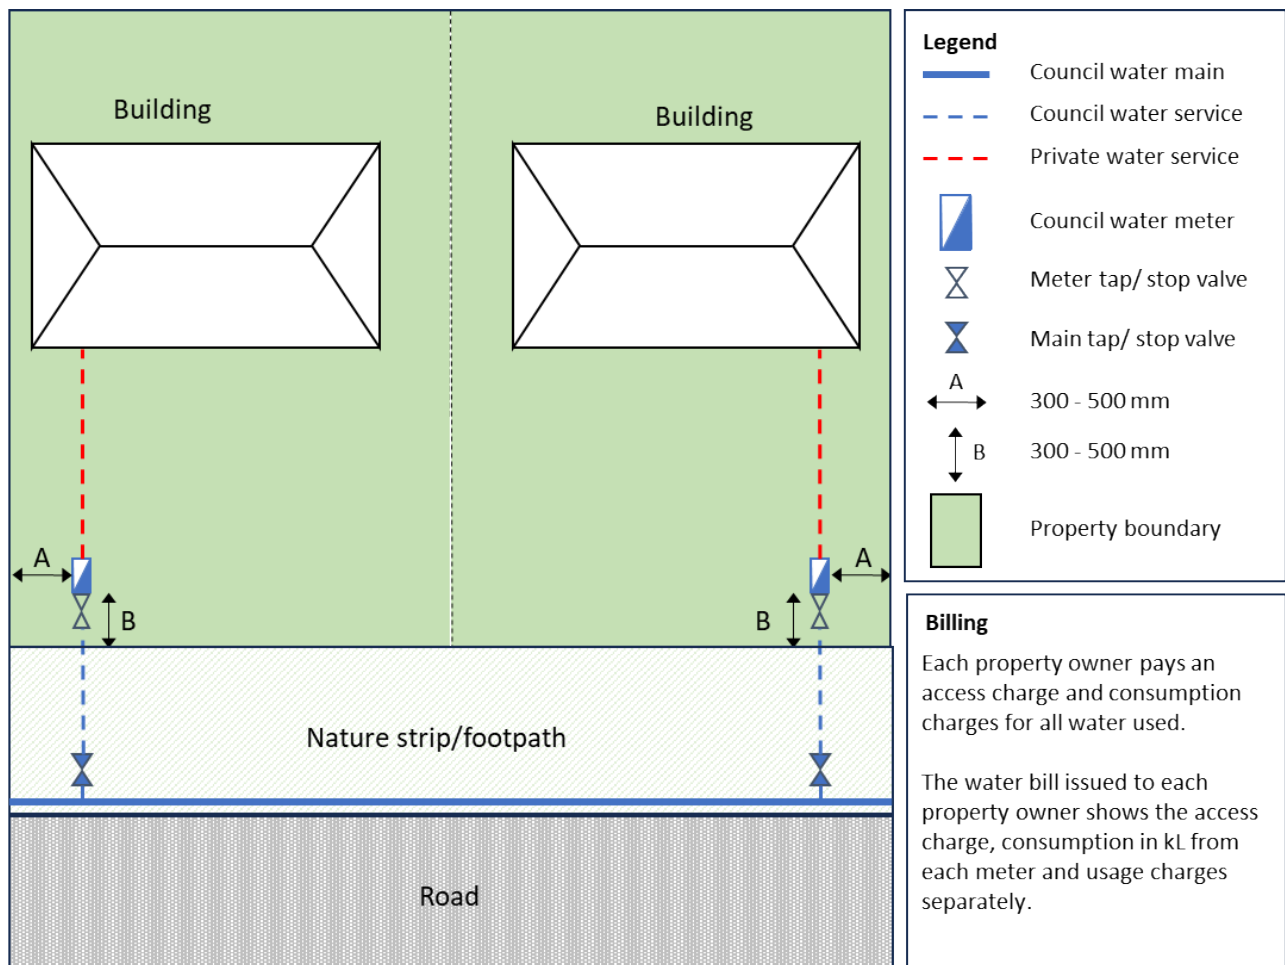 Building
Building
A
A
B
B
Nature strip/footpath
Road
Legend
Council water main
Council water service
Private water service
Council water meter
Meter tap/ stop valve
Main tap/ stop valve
A
300 - 500 mm
B
300 - 500 mm
Property boundary
Billing
Each property owner pays an
access charge and consumption
charges for all water used.
The water bill issued to each
property owner shows the access
charge, consumption in kL from
each meter and usage charges
separately.